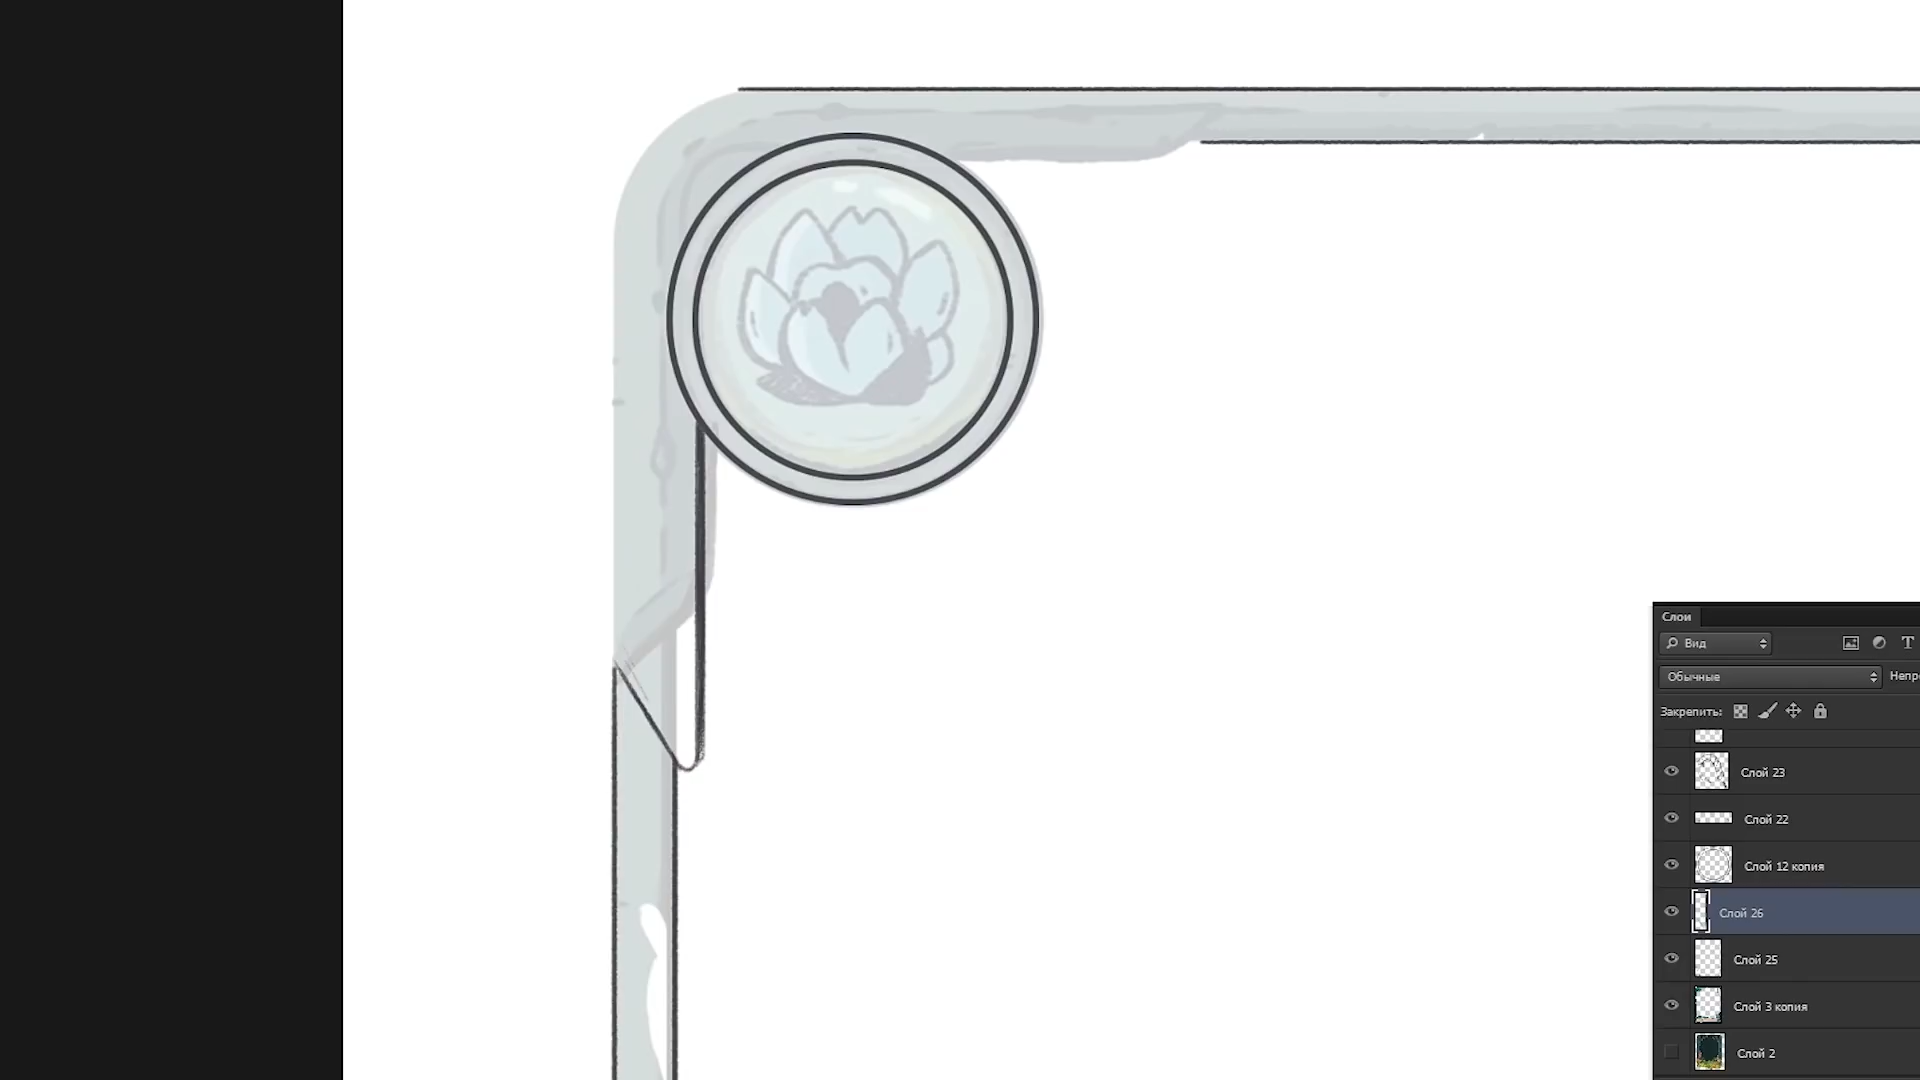 Слои
Вид
T
Обычные
Непр
Закрепить:
Слой 23
Слой 22
Слой 12 копия
Слой 26
Слой 25
Слой 3 копия
Слой 2